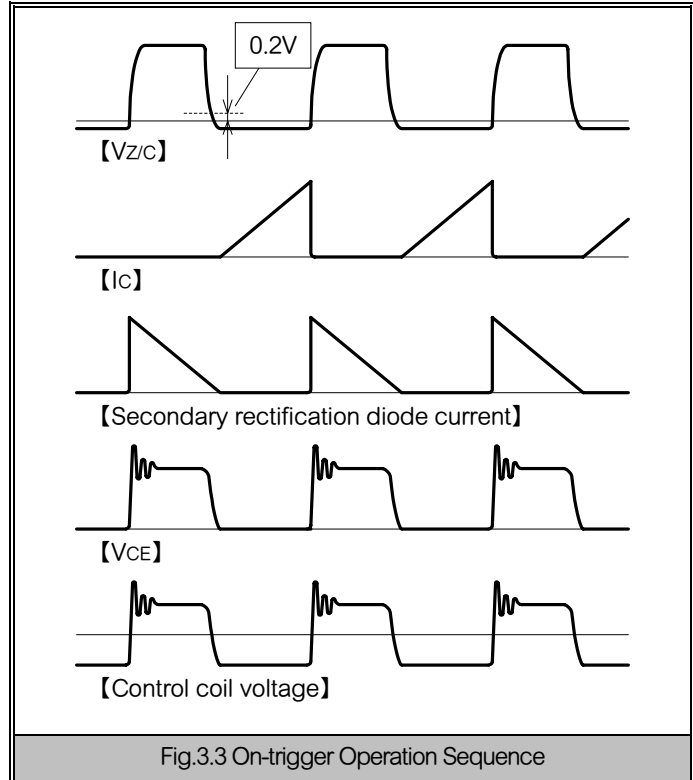 0.2V
【VZ/C】
【IC】
【Secondary rectification diode current】
【VCE】
【Control coil voltage】
Fig.3.3 On-trigger Operation Sequence